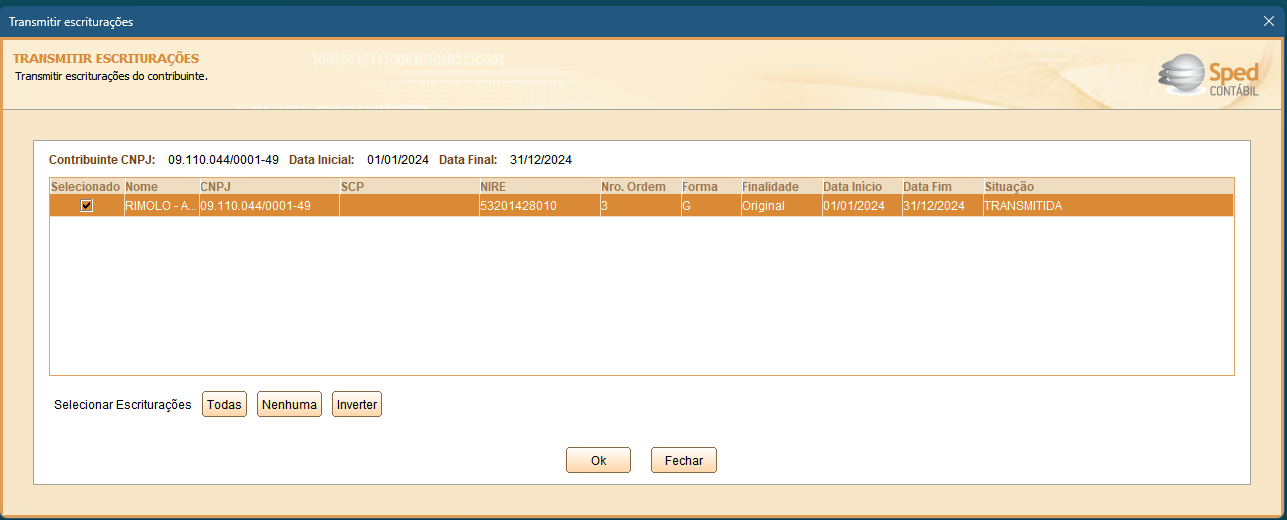 Transmitir escriturações
TRANSMITIR ESCRITURAÇÕES
Transmitir escriturações do contribuinte.
Sped
CONTÁBIL
Contribuinte CNPJ: 09.110.044/0001-49 Data Inicial: 01/01/2024 Data Final: 31/12/2024
Selecionado Nome CNPJ SCP NIRE Nro. Ordem Forma Finalidade Data Início Data Fim Situação
RIMOLO - A... 09.110.044/0001-49 53201428010 3 G Original 01/01/2024 31/12/2024 TRANSMITIDA
Selecionar Escriturações Todas Nenhuma Inverter
Ok Fechar